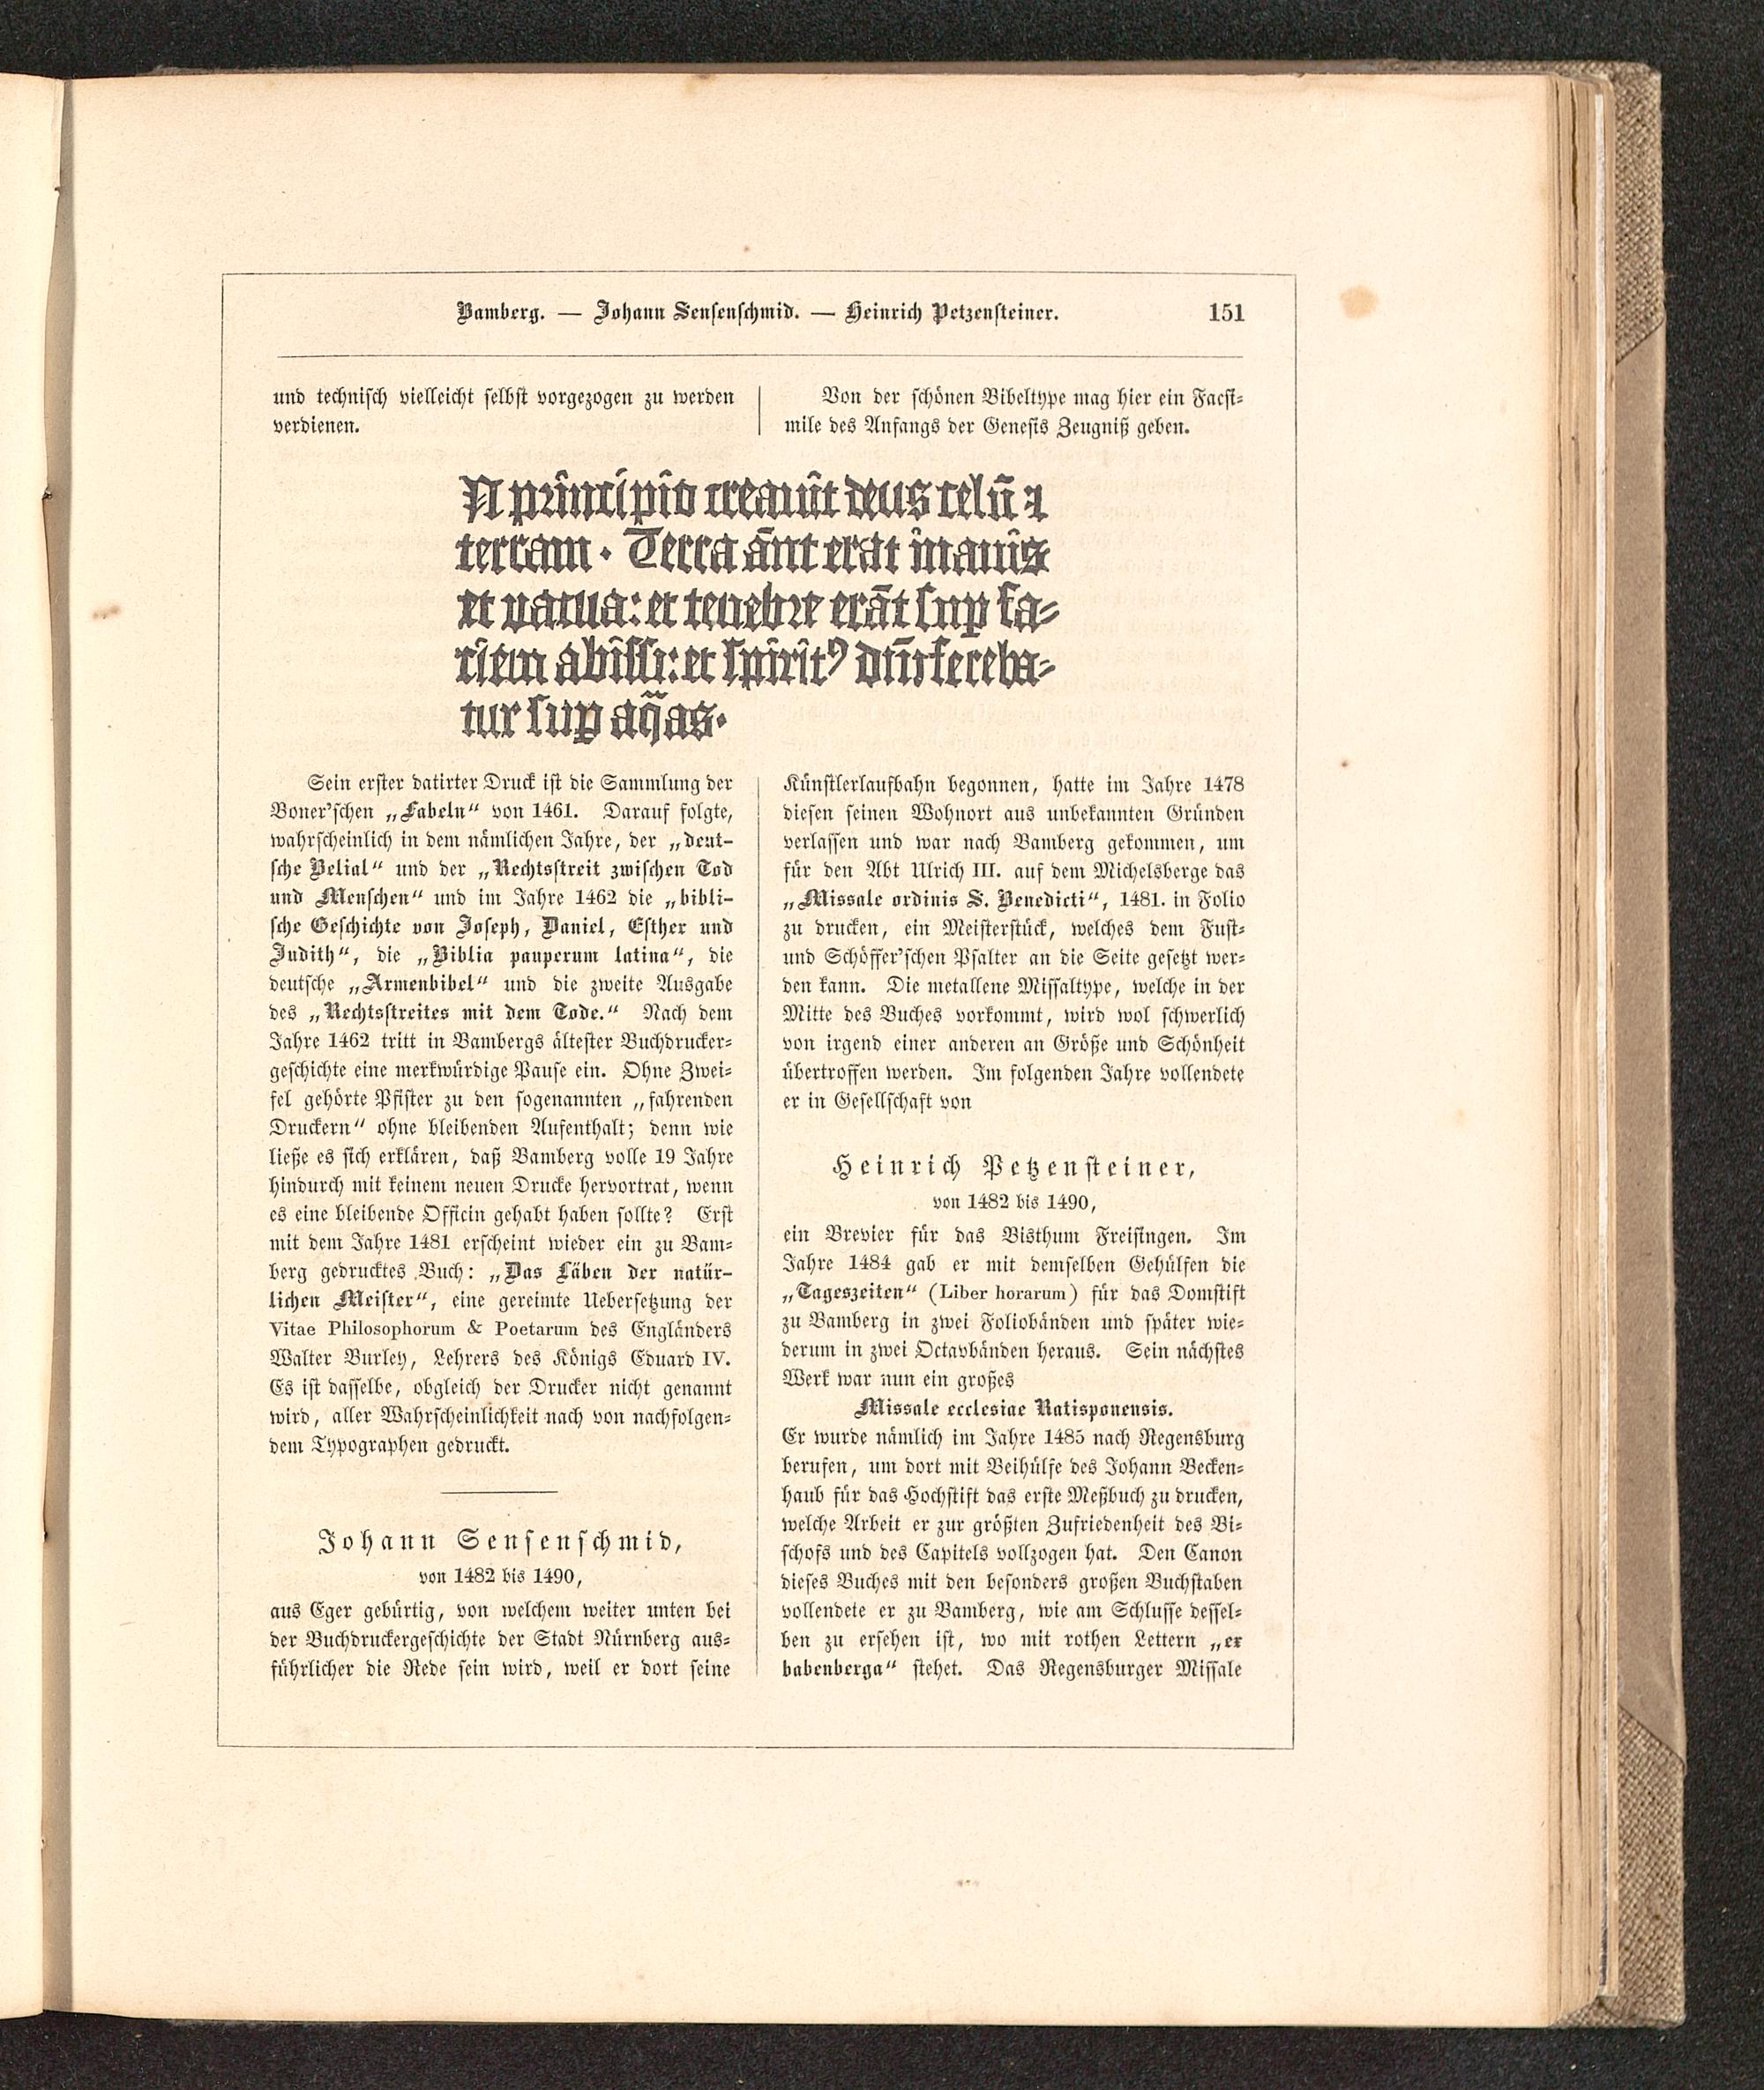 Bamberg. — Johann Sensenschmid. — Heinrich Petzensteiner. 151
und technisch vielleicht selbst vorgezogen zu werden
verdienen.
Von der schönen Bibeltype mag hier ein Facsi-
mile des Anfangs der Genesis Zeugniß geben.
N principio creauit deus celū ⁊
terram. Terra āut erat inanis
et vacua: et tenebre erāt sup fa-
ciem abissi: et spiritꝰ dn̄i fereba-
tur sup aq̄as.
Sein erster datirter Druck ist die Sammlung der
Boner'schen „Fabeln“ von 1461. Darauf folgte,
wahrscheinlich in dem nämlichen Jahre, der „deut-
sche Belial“ und der „Rechtsstreit zwischen Tod
und Menschen“ und im Jahre 1462 die „bibli-
sche Geschichte von Joseph, Daniel, Esther und
Judith“, die „Biblia pauperum latina“, die
deutsche „Armenbibel“ und die zweite Ausgabe
des „Rechtsstreites mit dem Tode.“ Nach dem
Jahre 1462 tritt in Bambergs ältester Buchdrucker-
geschichte eine merkwürdige Pause ein. Ohne Zwei-
fel gehörte Pfister zu den sogenannten „fahrenden
Druckern“ ohne bleibenden Aufenthalt; denn wie
ließe es sich erklären, daß Bamberg volle 19 Jahre
hindurch mit keinem neuen Drucke hervortrat, wenn
es eine bleibende Officin gehabt haben sollte? Erst
mit dem Jahre 1481 erscheint wieder ein zu Bam-
berg gedrucktes Buch: „Das Läben der natür-
lichen Meister“, eine gereimte Uebersetzung der
Vitae Philosophorum & Poetarum des Engländers
Walter Burley, Lehrers des Königs Eduard IV.
Es ist dasselbe, obgleich der Drucker nicht genannt
wird, aller Wahrscheinlichkeit nach von nachfolgen-
dem Typographen gedruckt.
Johann Sensenschmid,
von 1482 bis 1490,
aus Eger gebürtig, von welchem weiter unten bei
der Buchdruckergeschichte der Stadt Nürnberg aus-
führlicher die Rede sein wird, weil er dort seine
Künstlerlaufbahn begonnen, hatte im Jahre 1478
diesen seinen Wohnort aus unbekannten Gründen
verlassen und war nach Bamberg gekommen, um
für den Abt Ulrich III. auf dem Michelsberge das
„Missale ordinis S. Benedicti“, 1481. in Folio
zu drucken, ein Meisterstück, welches dem Fust-
und Schöffer'schen Psalter an die Seite gesetzt wer-
den kann. Die metallene Missaltype, welche in der
Mitte des Buches vorkommt, wird wol schwerlich
von irgend einer anderen an Größe und Schönheit
übertroffen werden. Im folgenden Jahre vollendete
er in Gesellschaft von
Heinrich Petzensteiner,
von 1482 bis 1490,
ein Brevier für das Bisthum Freisingen. Im
Jahre 1484 gab er mit demselben Gehülfen die
„Tageszeiten“ (Liber horarum) für das Domstift
zu Bamberg in zwei Foliobänden und später wie-
derum in zwei Octavbänden heraus. Sein nächstes
Werk war nun ein großes
Missale ecclesiae Ratisponensis.
Er wurde nämlich im Jahre 1485 nach Regensburg
berufen, um dort mit Beihülfe des Johann Becken-
haub für das Hochstift das erste Meßbuch zu drucken,
welche Arbeit er zur größten Zufriedenheit des Bi-
schofs und des Capitels vollzogen hat. Den Canon
dieses Buches mit den besonders großen Buchstaben
vollendete er zu Bamberg, wie am Schlusse dessel-
ben zu ersehen ist, wo mit rothen Lettern „ex
babenberga“ stehet. Das Regensburger Missale